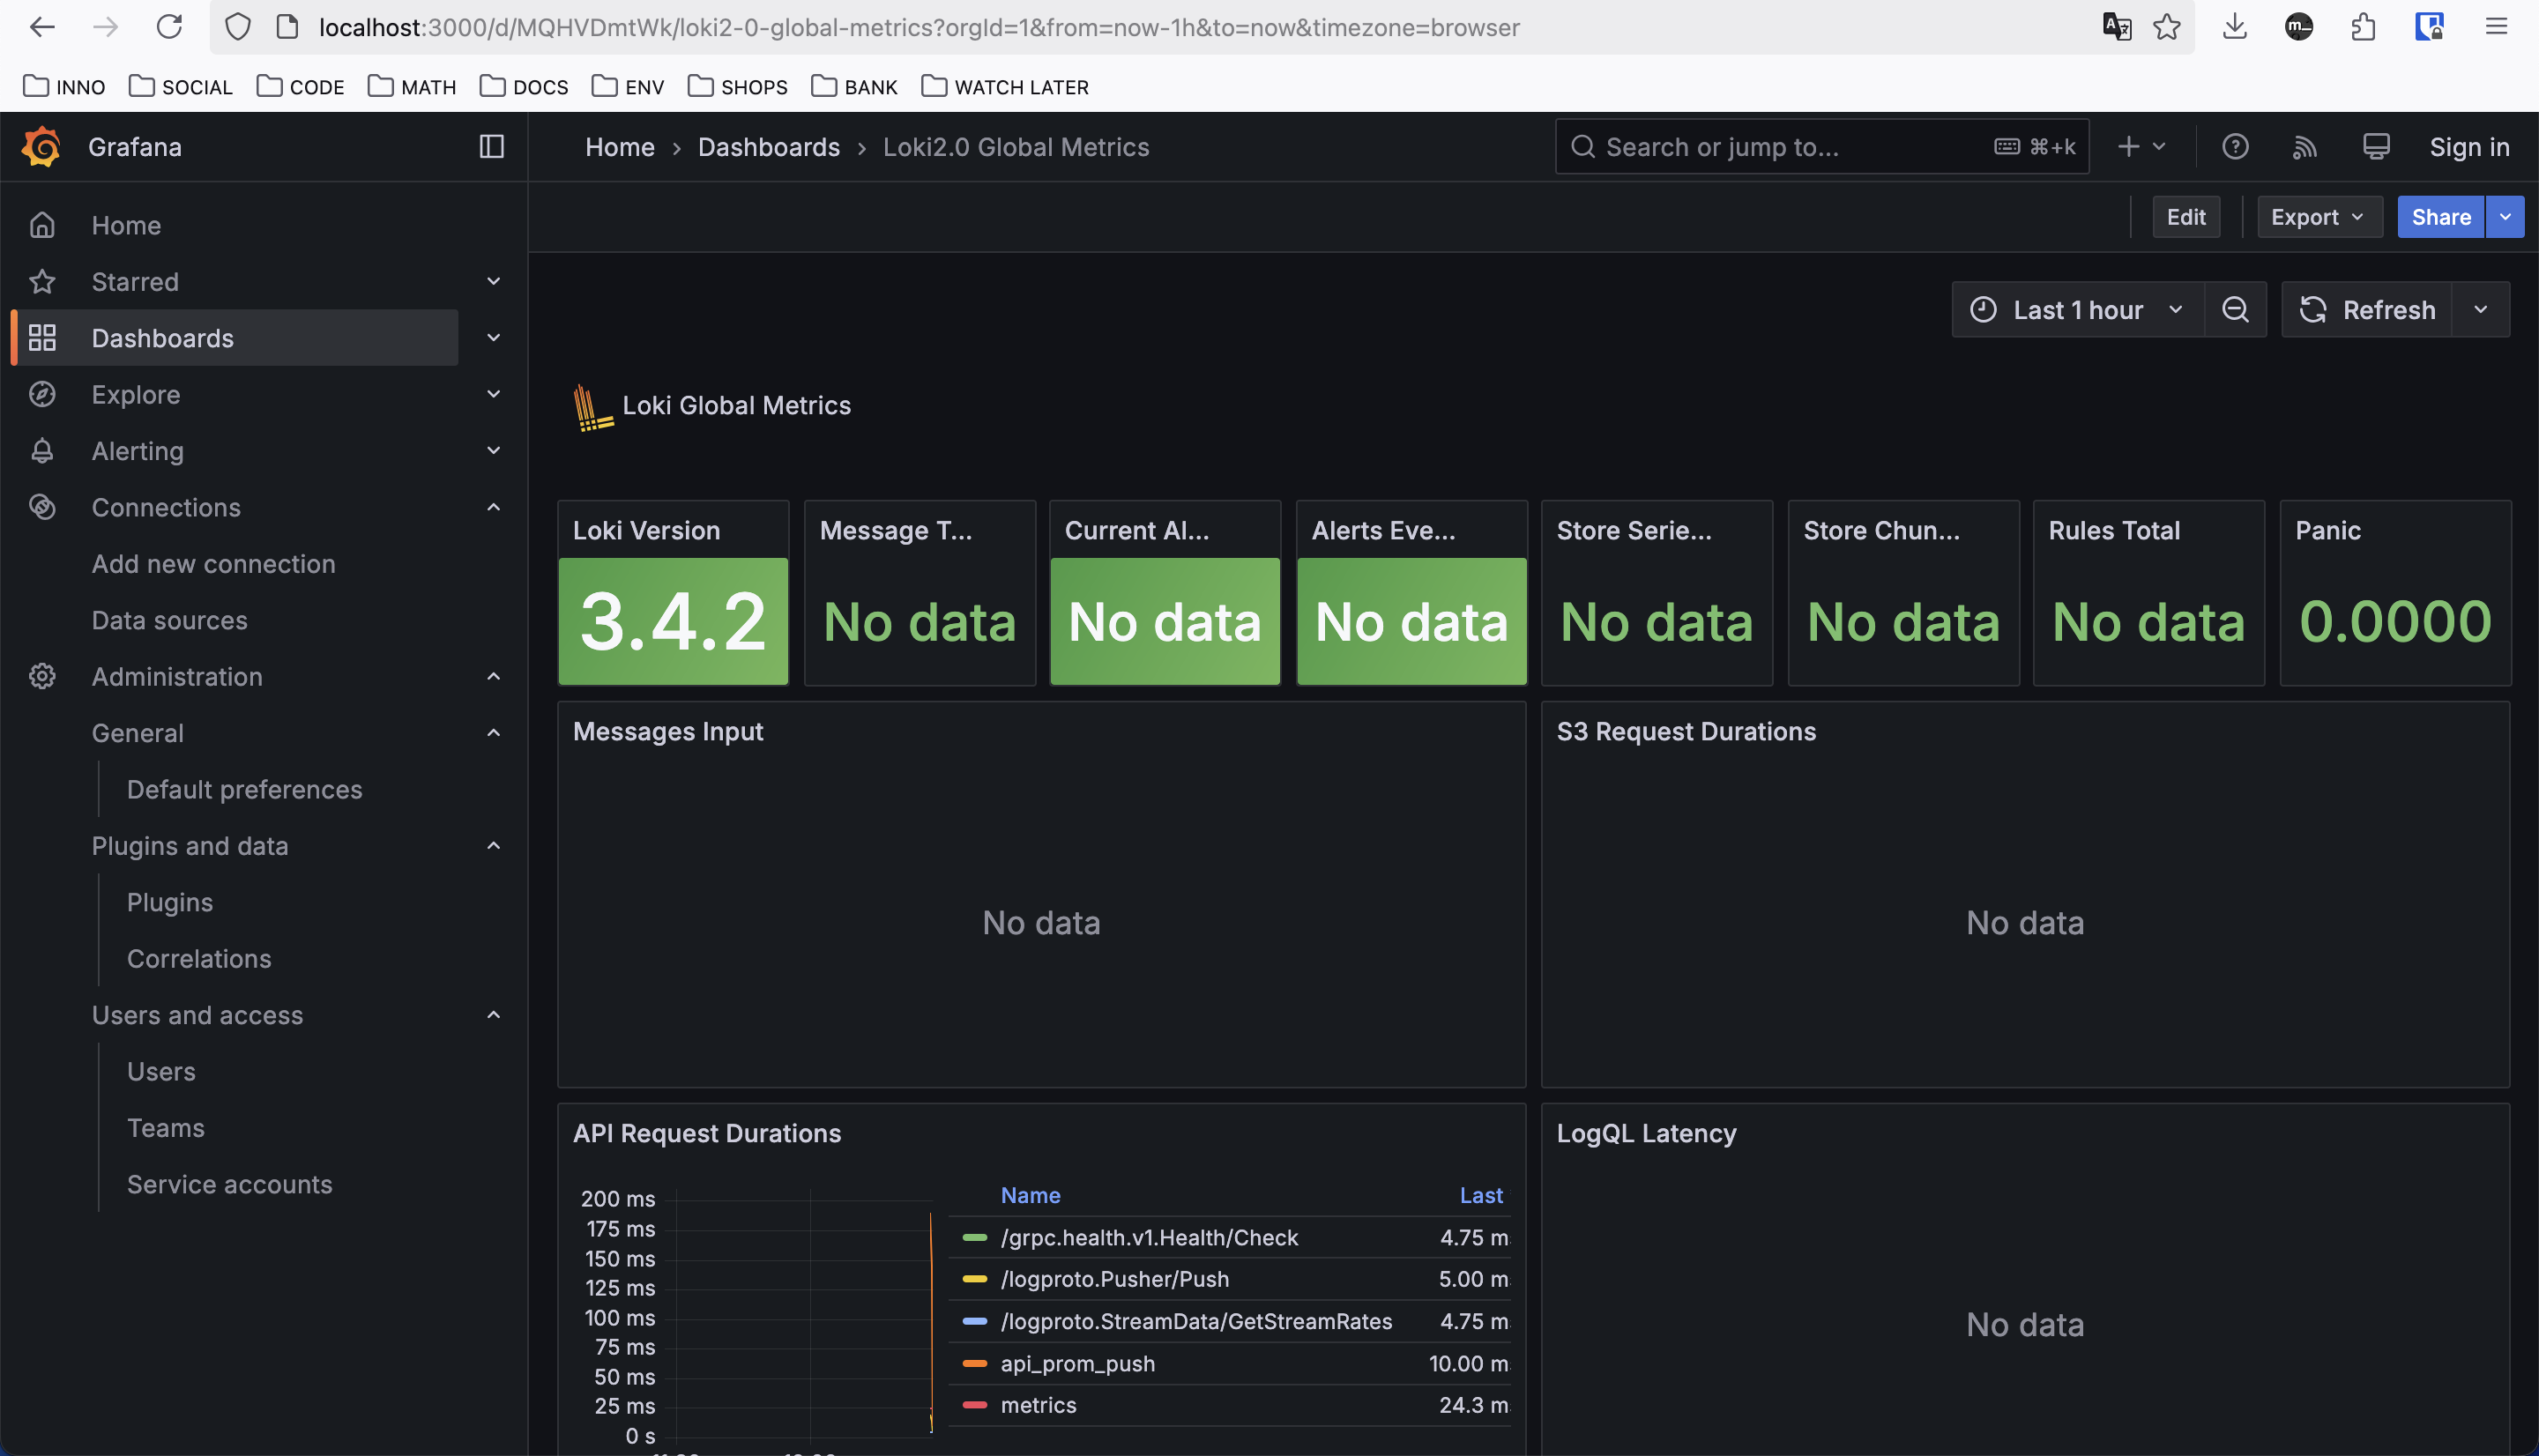 localhost:3000/d/MQHVDmtWk/loki2-0-global-metrics?orgId=1&from=now-1h&to=now&timezone=browser
INNO SOCIAL CODE MATH DOCS ENV SHOPS BANK WATCH LATER
Grafana
Home › Dashboards › Loki2.0 Global Metrics
Search or jump to... ⌘+k
Sign in
Edit Export Share
Home
Starred
Dashboards
Explore
Alerting
Connections
Add new connection
Data sources
Administration
General
Default preferences
Plugins and data
Plugins
Correlations
Users and access
Users
Teams
Service accounts
Last 1 hour Refresh
Loki Global Metrics
Loki Version
3.4.2
Message T...
No data
Current Al...
No data
Alerts Eve...
No data
Store Serie...
No data
Store Chun...
No data
Rules Total
No data
Panic
0.0000
Messages Input
No data
S3 Request Durations
No data
API Request Durations
200 ms
175 ms
150 ms
125 ms
100 ms
75 ms
50 ms
25 ms
0 s
Name Last
/grpc.health.v1.Health/Check 4.75 m
/logproto.Pusher/Push 5.00 m
/logproto.StreamData/GetStreamRates 4.75 m
api_prom_push 10.00 m
metrics 24.3 m
LogQL Latency
No data